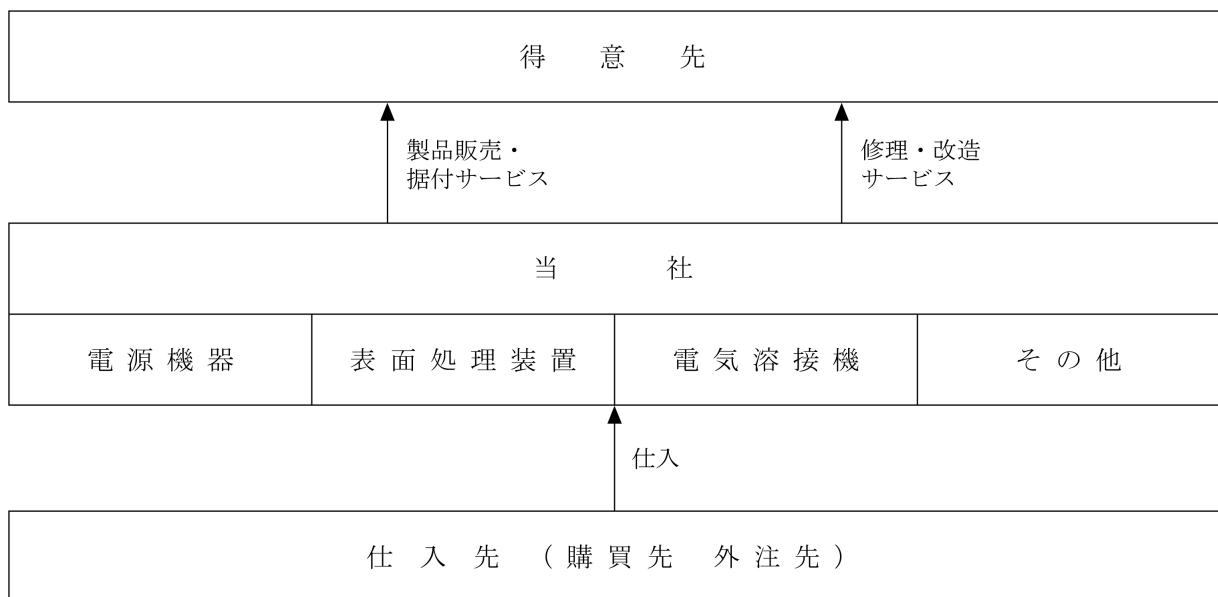 得意先
製品販売・
据付サービス
修理・改造
サービス
当社
電源機器
表面処理装置
電気溶接機
その他
仕入
仕入先（購買先 外注先）